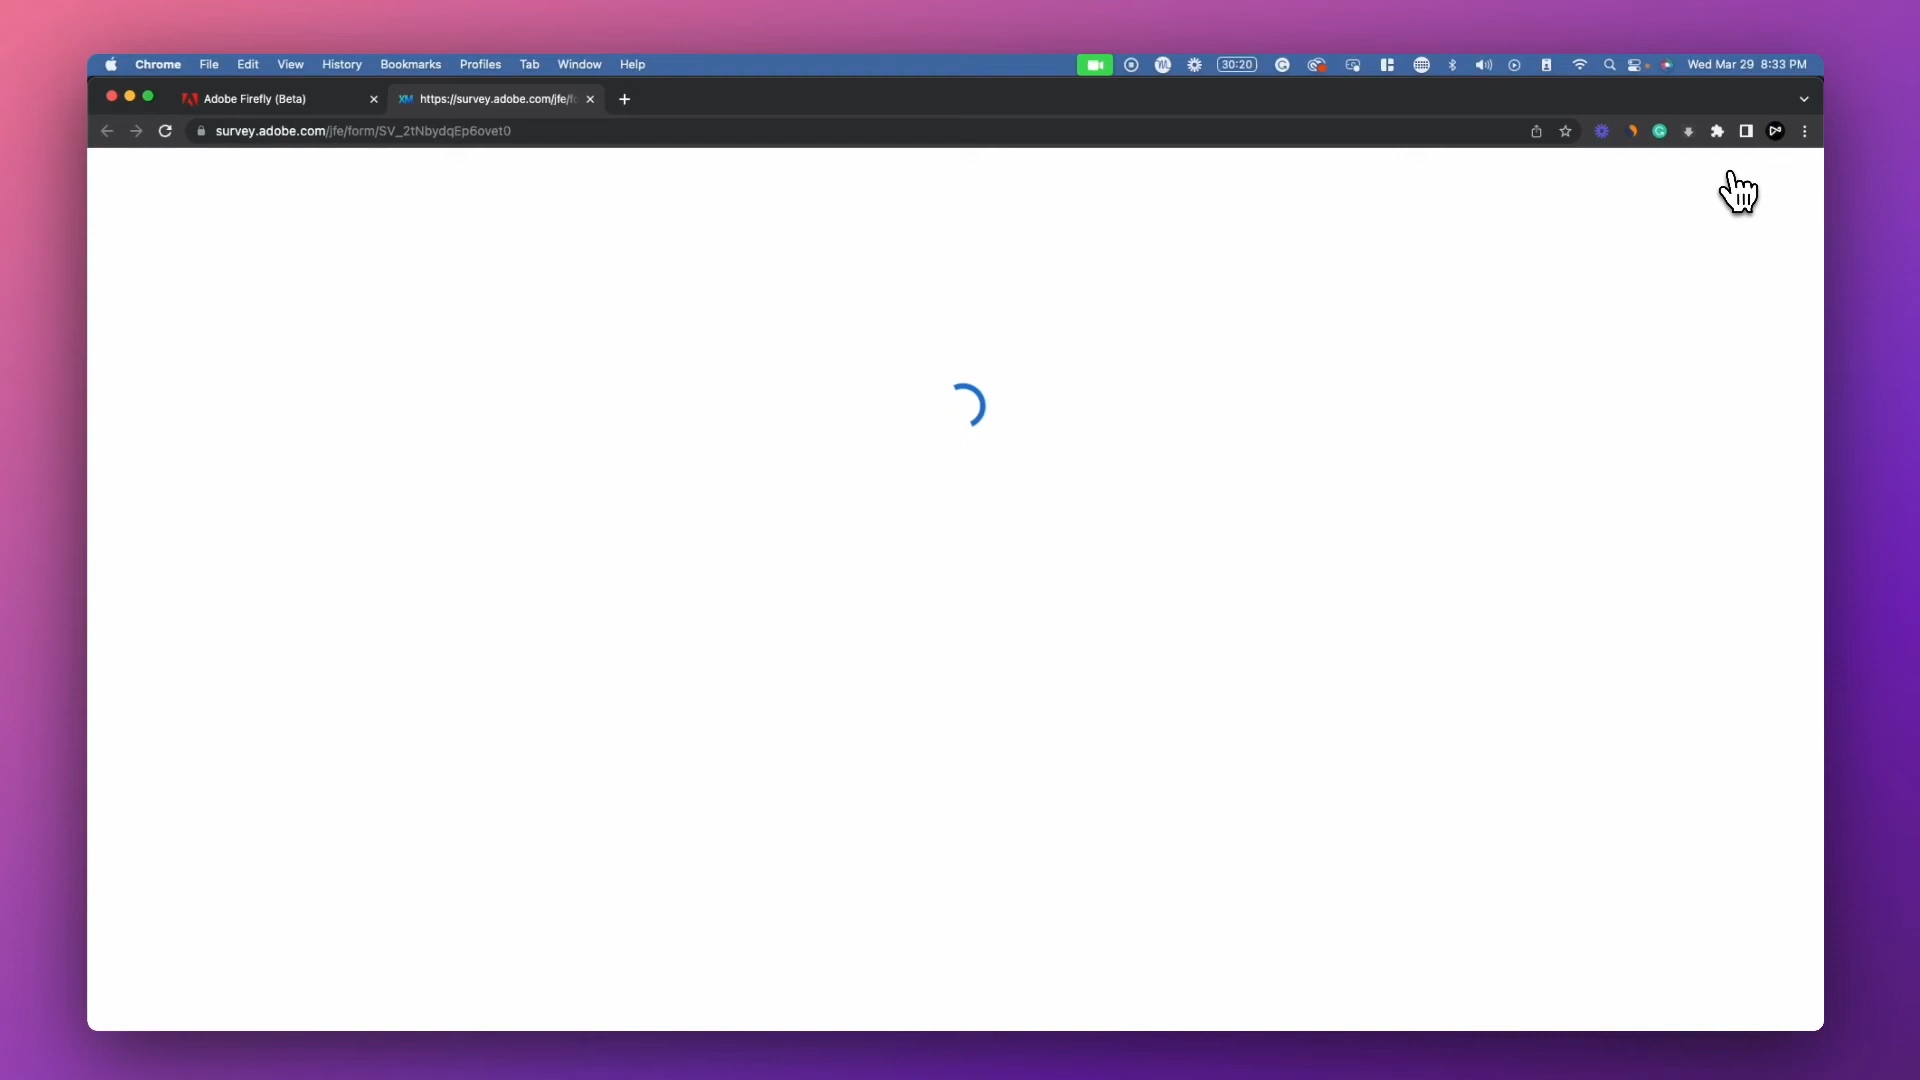 Chrome File Edit View History Bookmarks Profiles Tab Window Help 30:20 Wed Mar 29 8:33 PM
Adobe Firefly (Beta) XM https://survey.adobe.com/jfe/f
survey.adobe.com/jfe/form/SV_2tNbydqEp6ovet0